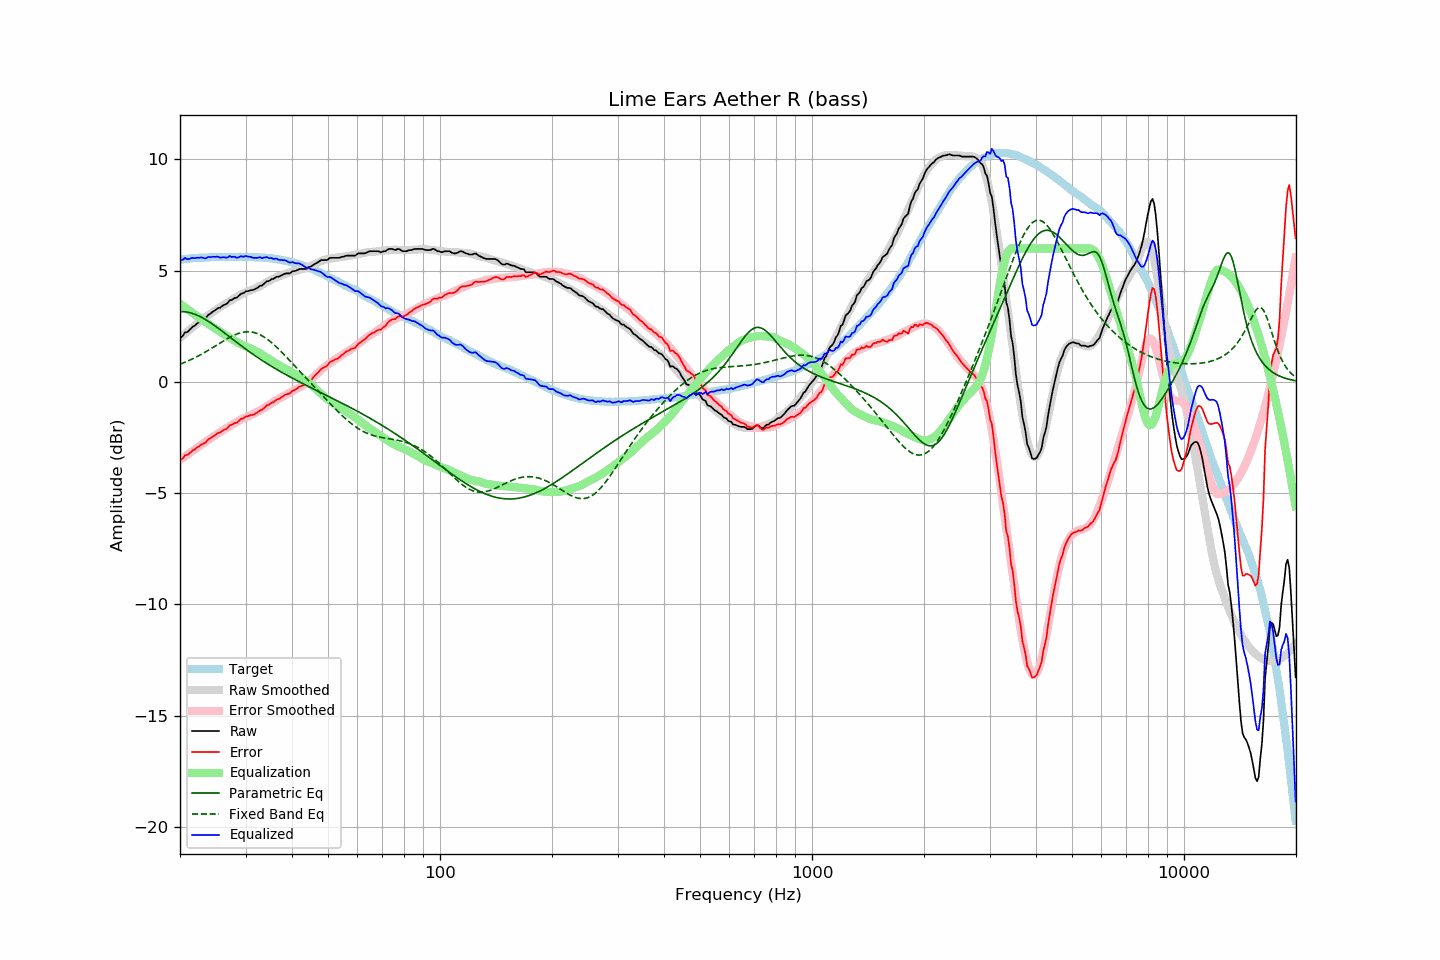 Lime Ears Aether R (bass)
Amplitude (dBr)
10
5
0
−5
−10
−15
−20
Target
Raw Smoothed
Error Smoothed
Raw
Error
Equalization
Parametric Eq
Fixed Band Eq
Equalized
100
1000
10000
Frequency (Hz)